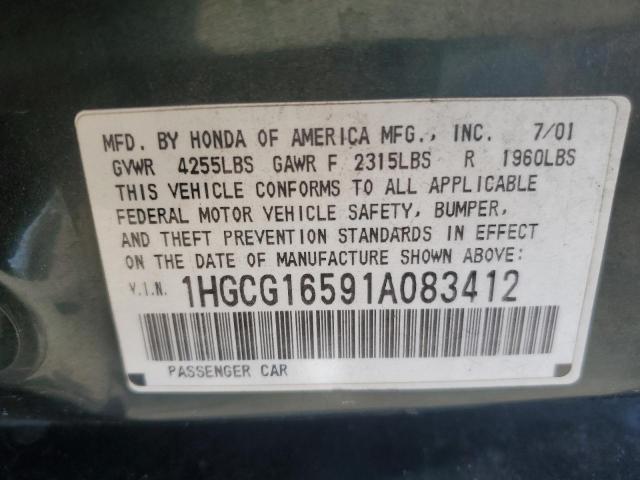 MFD. BY HONDA OF AMERICA MFG., INC. 7/01
GVWR 4255LBS GAWR F 2315LBS R 1960LBS
THIS VEHICLE CONFORMS TO ALL APPLICABLE
FEDERAL MOTOR VEHICLE SAFETY, BUMPER,
AND THEFT PREVENTION STANDARDS IN EFFECT
ON THE DATE OF MANUFACTURE SHOWN ABOVE:
V.I.N. 1HGCG16591A083412
PASSENGER CAR